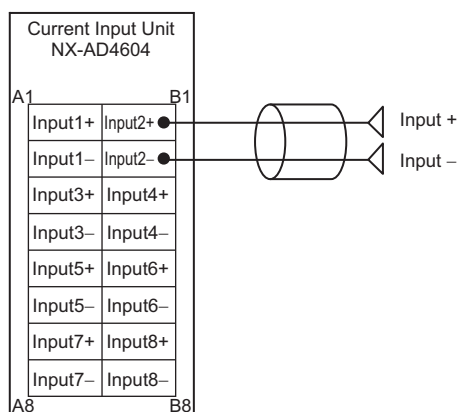 Current Input Unit
NX-AD4604
A1 B1
Input1+ Input2+ Input +
Input1– Input2– Input –
Input3+ Input4+
Input3– Input4–
Input5+ Input6+
Input5– Input6–
Input7+ Input8+
Input7– Input8–
A8 B8